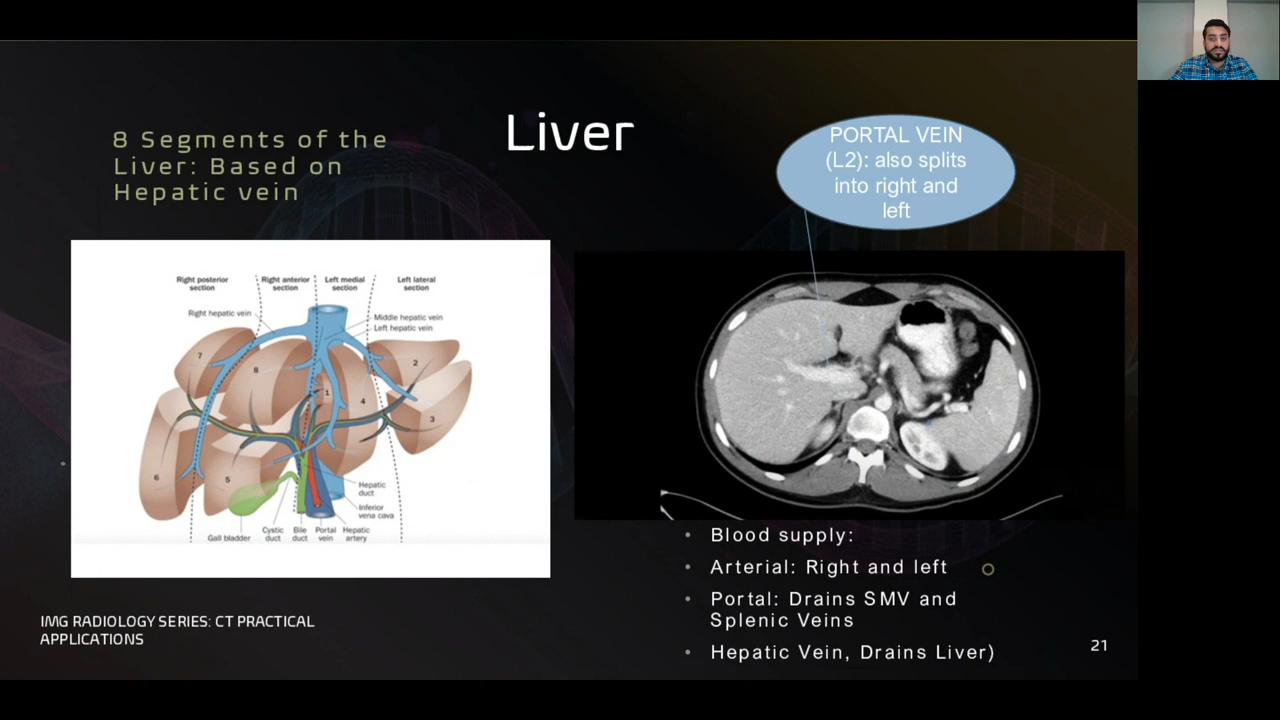 8 Segments of the
Liver: Based on
Hepatic vein
Liver
PORTAL VEIN
(L2): also splits
into right and
left
Right posterior
section
Right anterior
section
Left medial
section
Left lateral
section
Right hepatic vein
Middle hepatic vein
Left hepatic vein
7
8
2
1
4
3
6
5
Hepatic
duct
Inferior
vena cava
Gall bladder
Cystic
duct
Bile
duct
Portal
vein
Hepatic
artery
• Blood supply:
• Arterial: Right and left
• Portal: Drains SMV and
Splenic Veins
• Hepatic Vein, Drains Liver)
IMG RADIOLOGY SERIES: CT PRACTICAL
APPLICATIONS
21